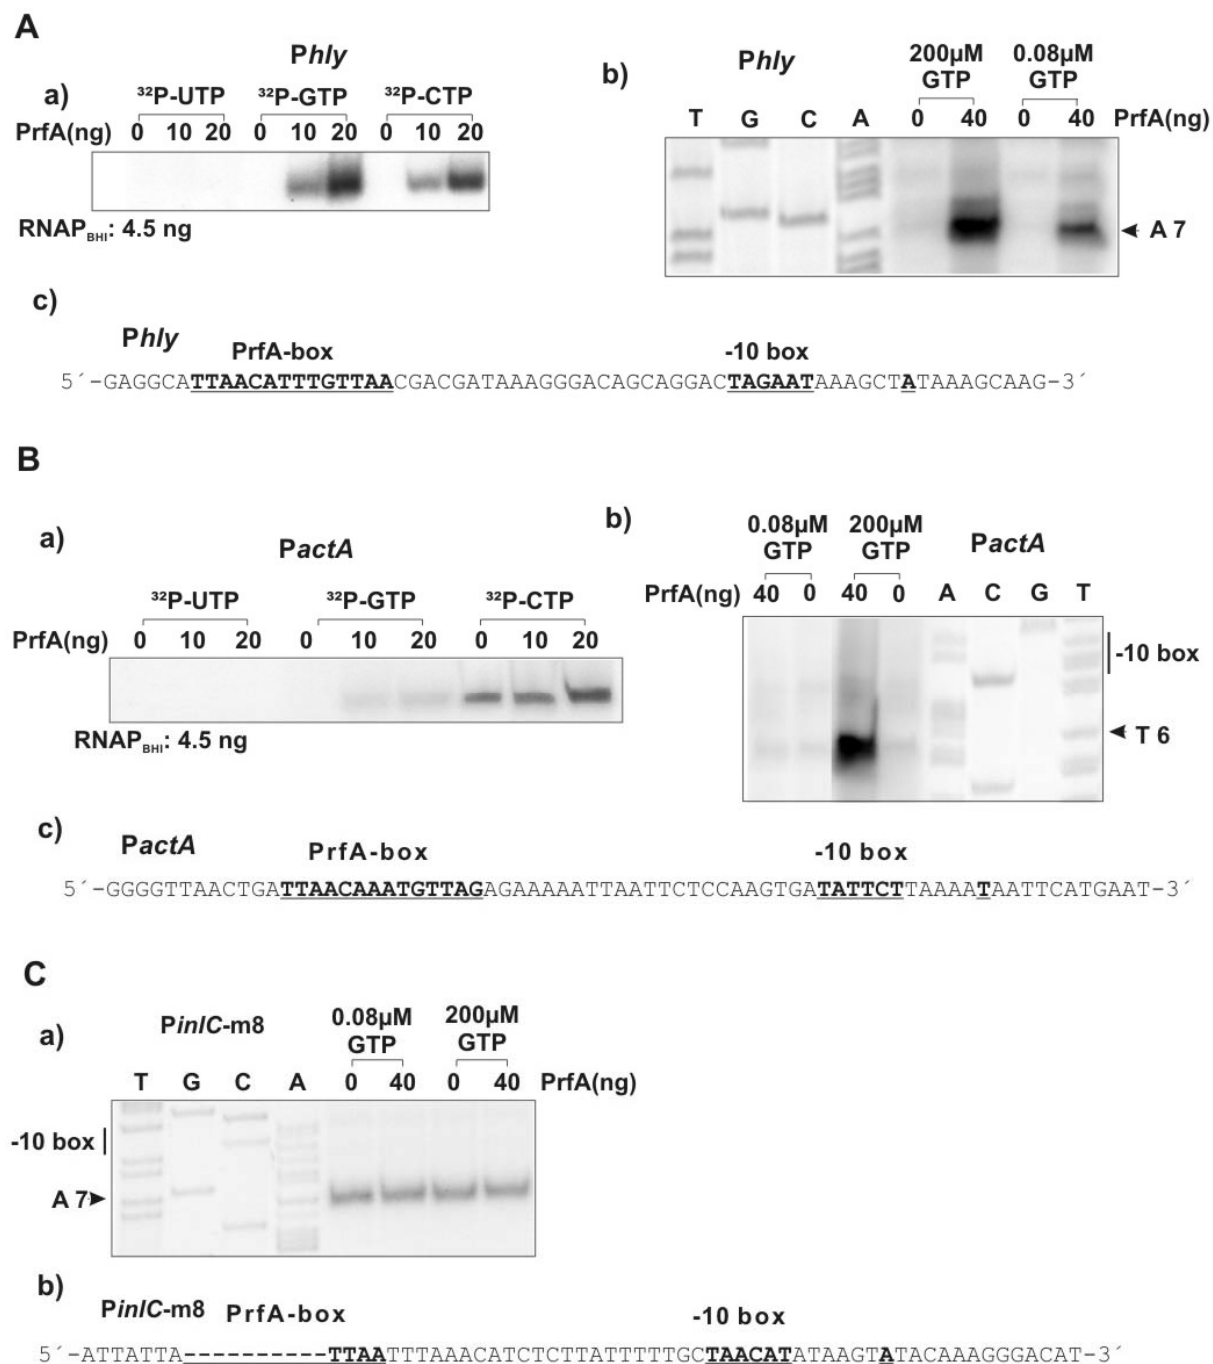 A
Phly
a)
³²P-UTP ³²P-GTP ³²P-CTP
PrfA(ng) 0 10 20 0 10 20 0 10 20
RNAP_BHI: 4.5 ng
b)
Phly
200µM GTP 0.08µM GTP
T G C A 0 40 0 40 PrfA(ng)
A 7
c)
Phly PrfA-box -10 box
5´-GAGGCATTAACATTTGTTAACGACGATAAAGGGACAGCAGGACTAGAATAAAGCTATAAAGCAAG-3´
B
a)
PactA
³²P-UTP ³²P-GTP ³²P-CTP
PrfA(ng) 0 10 20 0 10 20 0 10 20
RNAP_BHI: 4.5 ng
b)
0.08µM GTP 200µM GTP PactA
PrfA(ng) 40 0 40 0 A C G T
-10 box
T 6
c)
PactA PrfA-box -10 box
5´-GGGGTTAACTGATTAACAAATGTTAGAGAAAAATTAATTCTCCAAGTGATATTCTTAAAATAATTCATGAAT-3´
C
a)
PinlC-m8
0.08µM GTP 200µM GTP
T G C A 0 40 0 40 PrfA(ng)
-10 box
A 7
b)
PinlC-m8 PrfA-box -10 box
5´-ATTATTA----------TTAATTTAAACATCTCTTATTTTTGCTAACATATAAGTATACAAAGGGACAT-3´